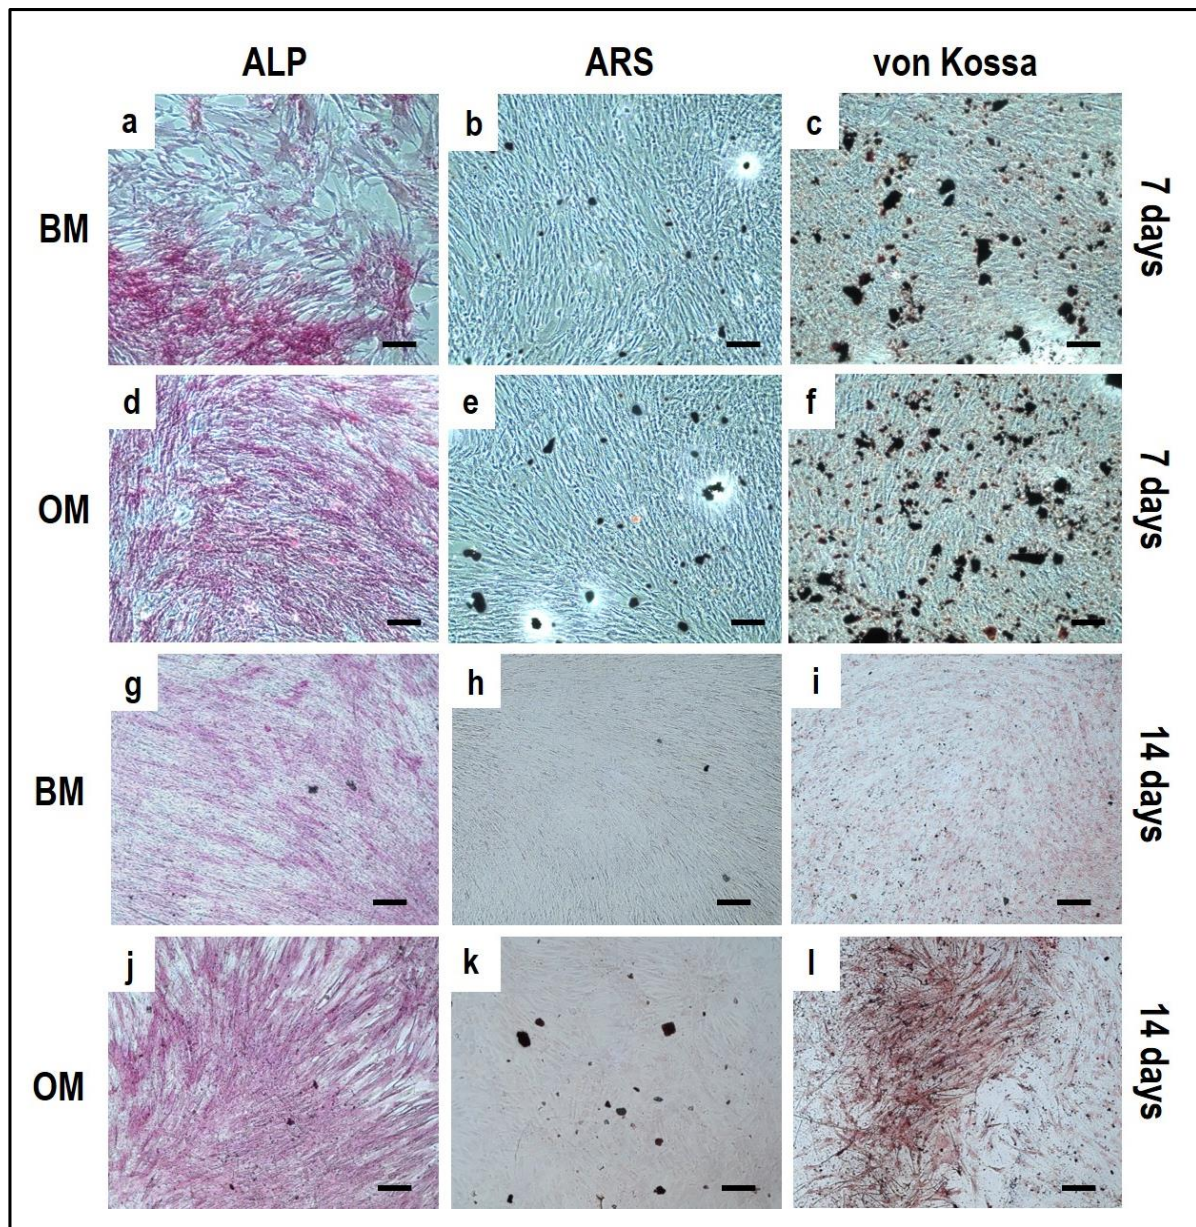 ALP ARS von Kossa
a b c
BM 7 days
d e f
OM 7 days
g h i
BM 14 days
j k l
OM 14 days